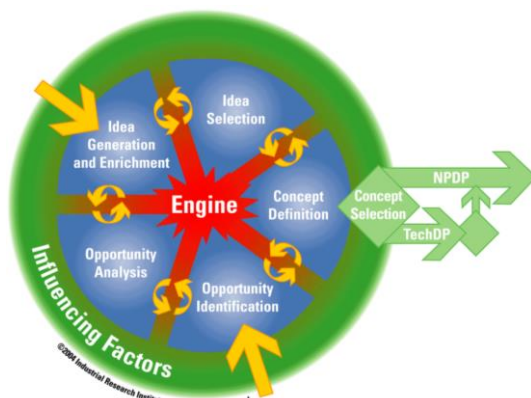 Idea
Selection
Idea
Generation
and Enrichment
Engine
Concept
Definition
Opportunity
Analysis
Opportunity
Identification
Concept
Selection
NPDP
TechDP
Influencing Factors
©2004 Industrial Research